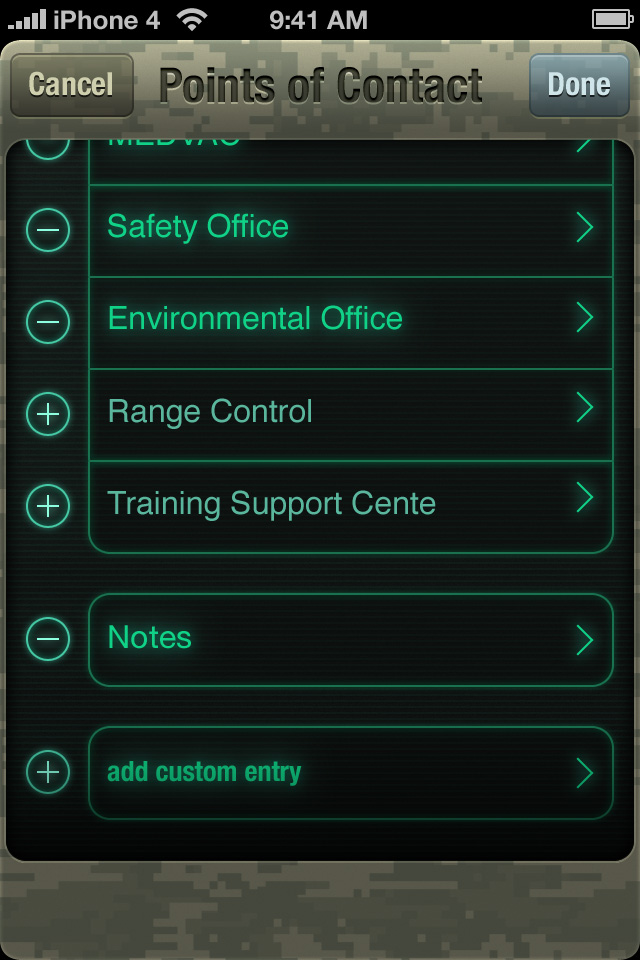 iPhone 4 9:41 AM
Cancel Points of Contact Done
MEDVAC
Safety Office
Environmental Office
Range Control
Training Support Cente
Notes
add custom entry